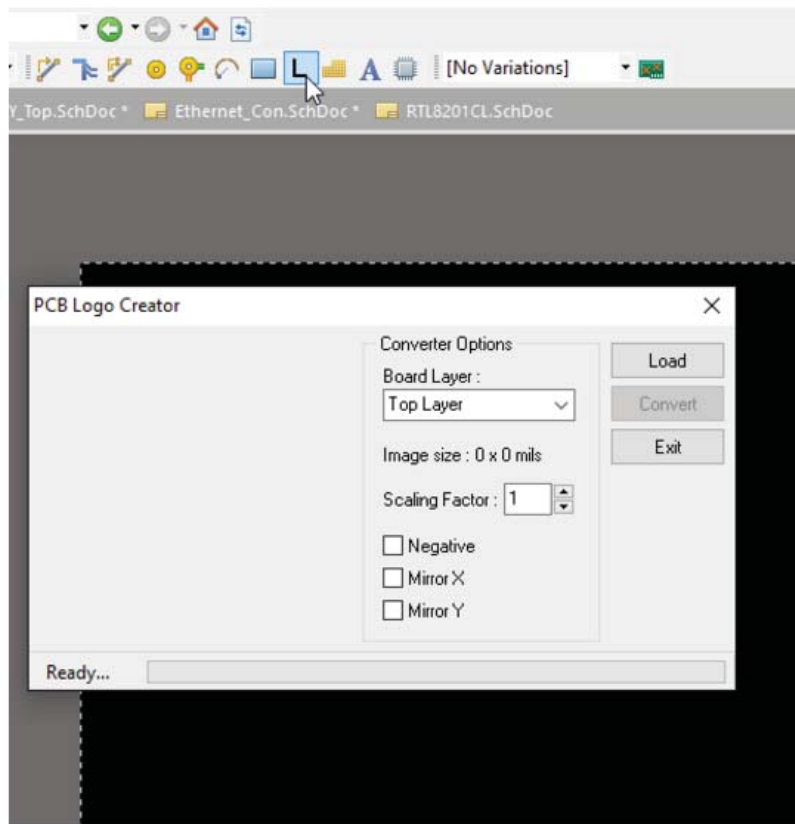 [No Variations]
Y_Top.SchDoc * Ethernet_Con.SchDoc * RTL8201CL.SchDoc
PCB Logo Creator
Converter Options
Load
Board Layer :
Top Layer
Convert
Image size : 0 x 0 mils
Exit
Scaling Factor : 1
Negative
Mirror X
Mirror Y
Ready...